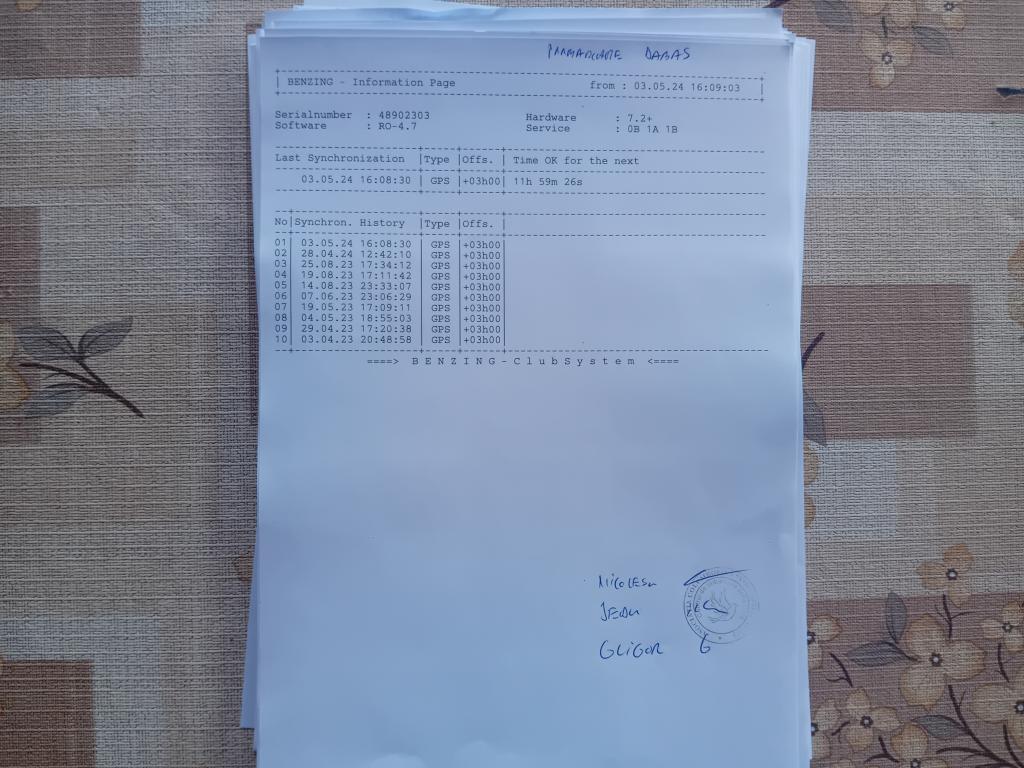 DABAS
BENZING - Information Page from : 03.05.24 16:09:03
Serialnumber : 48902303 Hardware : 7.2+
Software : RO-4.7 Service : 0B 1A 1B
Last Synchronization |Type |Offs. | Time OK for the next
03.05.24 16:08:30 | GPS |+03h00| 11h 59m 26s
No|Synchron. History |Type |Offs. |
01| 03.05.24 16:08:30 | GPS |+03h00|
02| 28.04.24 12:42:10 | GPS |+03h00|
03| 25.08.23 17:34:12 | GPS |+03h00|
04| 19.08.23 17:11:42 | GPS |+03h00|
05| 14.08.23 23:33:07 | GPS |+03h00|
06| 07.06.23 23:06:29 | GPS |+03h00|
07| 19.05.23 17:09:11 | GPS |+03h00|
08| 04.05.23 18:55:03 | GPS |+03h00|
09| 29.04.23 17:20:38 | GPS |+03h00|
10| 03.04.23 20:48:58 | GPS |+03h00|
====> B E N Z I N G - C l u b S y s t e m <====
NICOLESCU
JEAN
GLIGOR G